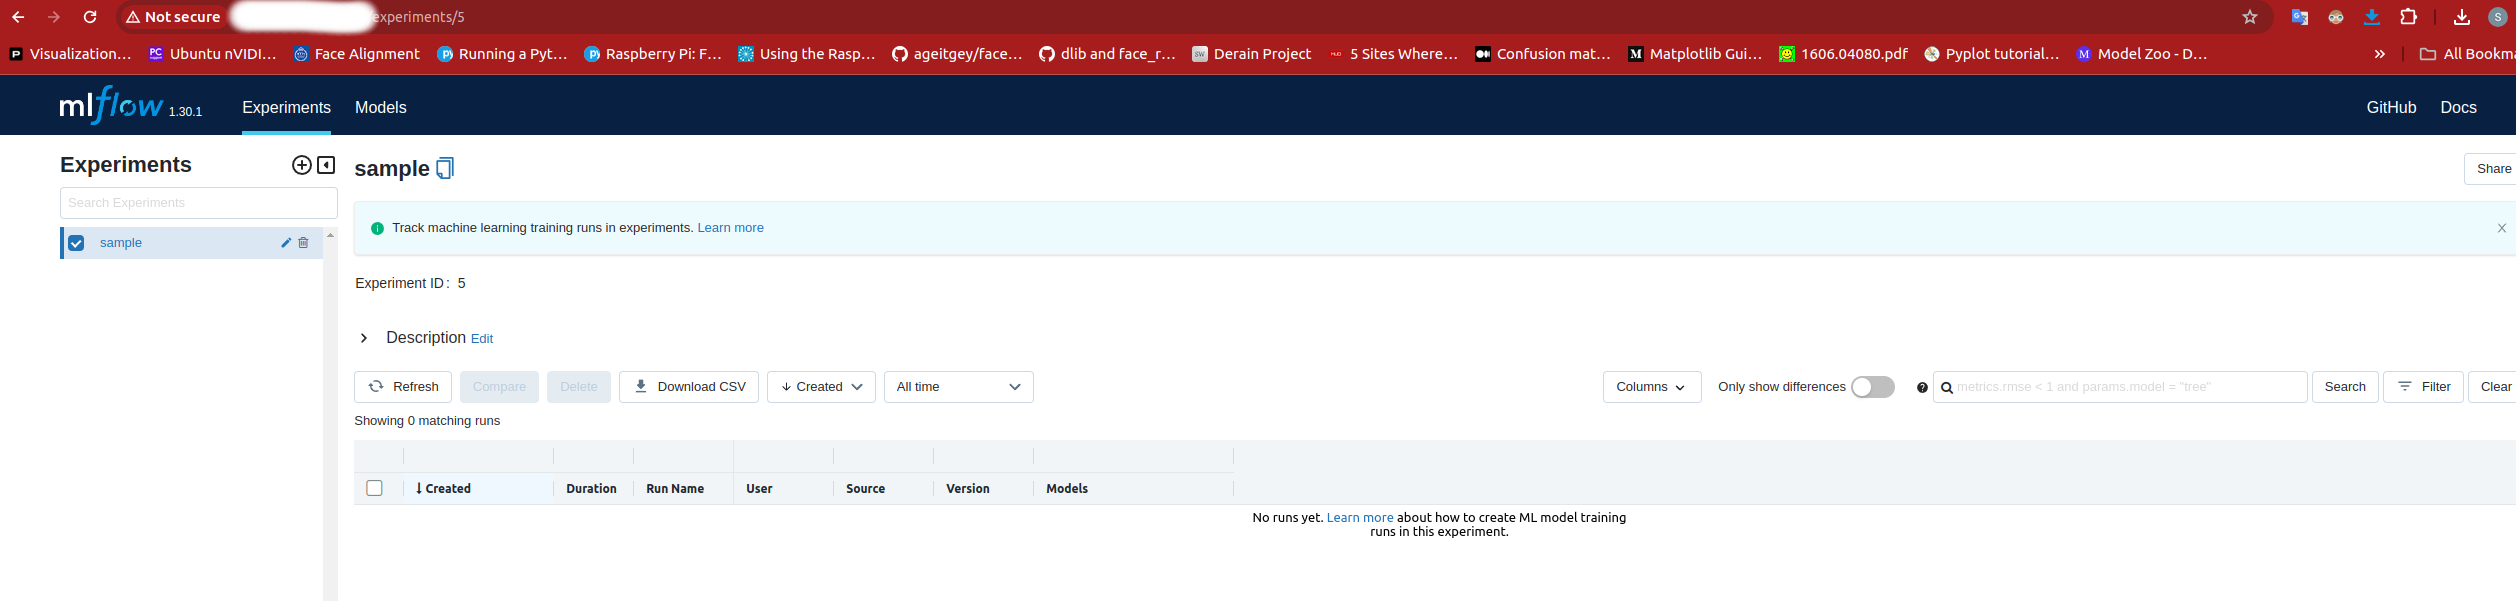 Not secure experiments/5 S
Visualization... PC Ubuntu nVIDI... Face Alignment Running a Pyt... Raspberry Pi: F... Using the Rasp... ageitgey/face... dlib and face_r... SW Derain Project 5 Sites Where... Confusion mat... Matplotlib Gui... 1606.04080.pdf Pyplot tutorial... Model Zoo - D... » All Bookma
mlflow 1.30.1 Experiments Models GitHub Docs
Experiments
sample
Share
Search Experiments
Track machine learning training runs in experiments. Learn more
sample
Experiment ID: 5
Description Edit
Refresh Compare Delete Download CSV Created All time Columns Only show differences metrics.rmse < 1 and params.model = "tree" Search Filter Clear
Showing 0 matching runs
Created Duration Run Name User Source Version Models
No runs yet. Learn more about how to create ML model training
runs in this experiment.